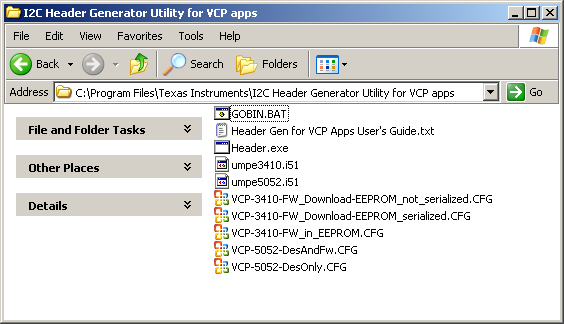 I2C Header Generator Utility for VCP apps
File Edit View Favorites Tools Help
Back Search Folders
Address C:\Program Files\Texas Instruments\I2C Header Generator Utility for VCP apps Go
File and Folder Tasks
Other Places
Details
GOBIN.BAT
Header Gen for VCP Apps User's Guide.txt
Header.exe
umpe3410.i51
umpe5052.i51
VCP-3410-FW_Download-EEPROM_not_serialized.CFG
VCP-3410-FW_Download-EEPROM_serialized.CFG
VCP-3410-FW_in_EEPROM.CFG
VCP-5052-DesAndFw.CFG
VCP-5052-DesOnly.CFG